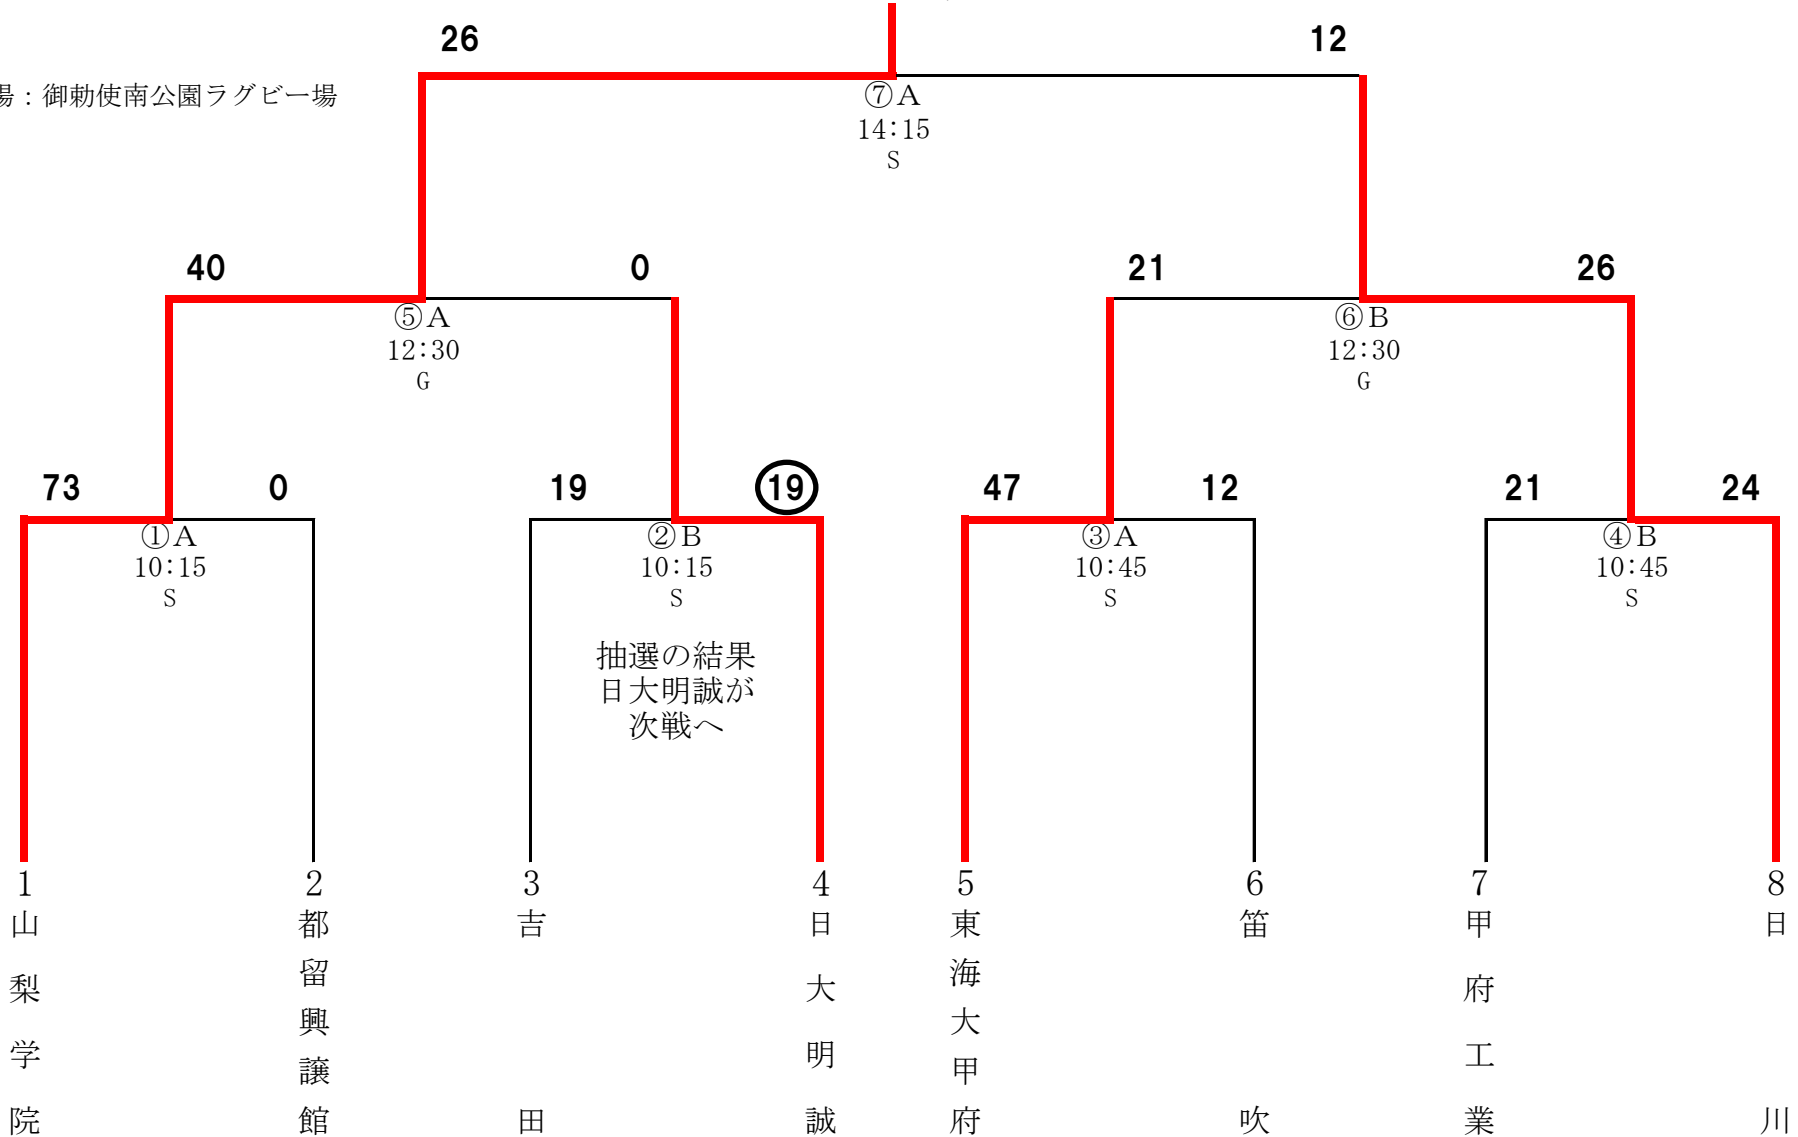 26
12
場：御勅使南公園ラグビー場
⑦A
14:15
S
40
0
21
26
⑤A
12:30
G
⑥B
12:30
G
73
0
19
19
47
12
21
24
①A
10:15
S
②B
10:15
S
③A
10:45
S
④B
10:45
S
抽選の結果
日大明誠が
次戦へ
1
2
3
4
5
6
7
8
山梨学院
都留興譲館
吉田
日大明誠
東海大甲府
笛吹
甲府工業
日川